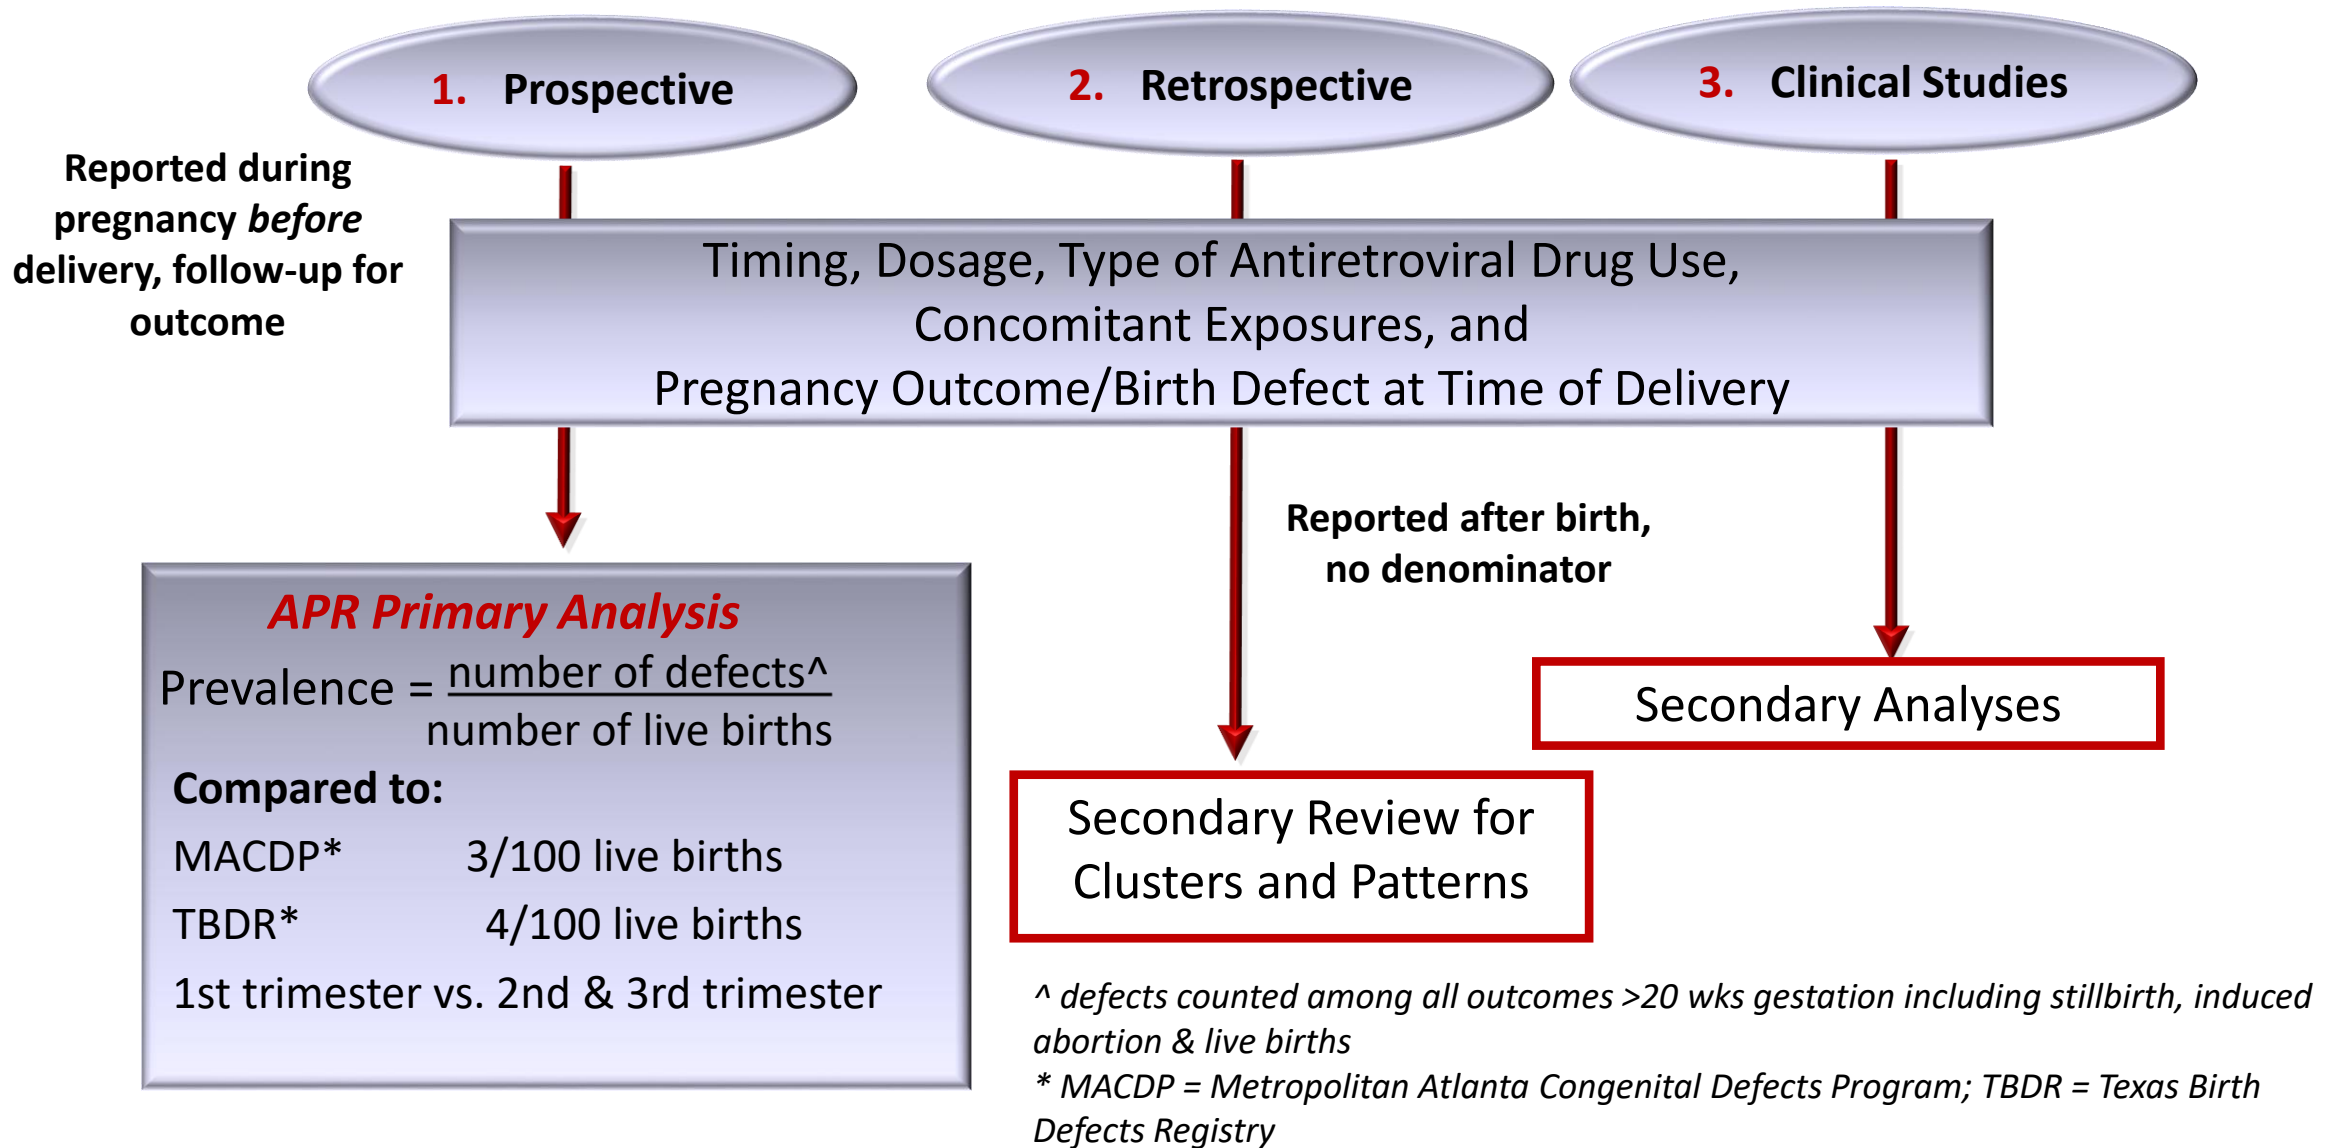 1. Prospective
2. Retrospective
3. Clinical Studies
Reported during
pregnancy before
delivery, follow-up for
outcome
Timing, Dosage, Type of Antiretroviral Drug Use,
Concomitant Exposures, and
Pregnancy Outcome/Birth Defect at Time of Delivery
Reported after birth,
no denominator
APR Primary Analysis
Prevalence = number of defects^
number of live births
Compared to:
MACDP* 3/100 live births
TBDR* 4/100 live births
1st trimester vs. 2nd & 3rd trimester
Secondary Analyses
Secondary Review for
Clusters and Patterns
^ defects counted among all outcomes >20 wks gestation including stillbirth, induced
abortion & live births
* MACDP = Metropolitan Atlanta Congenital Defects Program; TBDR = Texas Birth
Defects Registry